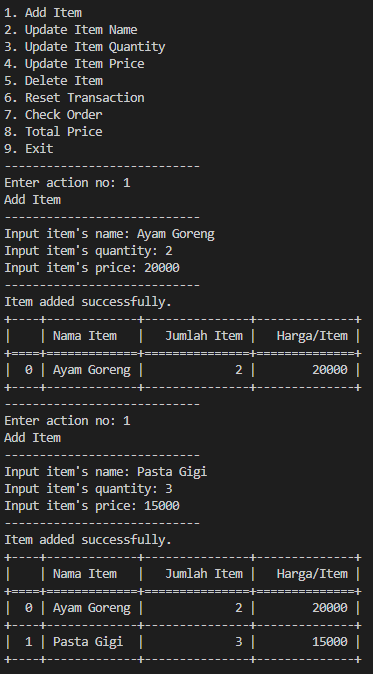 1. Add Item
2. Update Item Name
3. Update Item Quantity
4. Update Item Price
5. Delete Item
6. Reset Transaction
7. Check Order
8. Total Price
9. Exit
----------------------------
Enter action no: 1
Add Item
----------------------------
Input item's name: Ayam Goreng
Input item's quantity: 2
Input item's price: 20000
----------------------------
Item added successfully.
+----+-------------+---------------+--------------+
|    | Nama Item   |   Jumlah Item |   Harga/Item |
+====+=============+===============+==============+
|  0 | Ayam Goreng |             2 |        20000 |
+----+-------------+---------------+--------------+
----------------------------
Enter action no: 1
Add Item
----------------------------
Input item's name: Pasta Gigi
Input item's quantity: 3
Input item's price: 15000
----------------------------
Item added successfully.
+----+-------------+---------------+--------------+
|    | Nama Item   |   Jumlah Item |   Harga/Item |
+====+=============+===============+==============+
|  0 | Ayam Goreng |             2 |        20000 |
+----+-------------+---------------+--------------+
|  1 | Pasta Gigi  |             3 |        15000 |
+----+-------------+---------------+--------------+